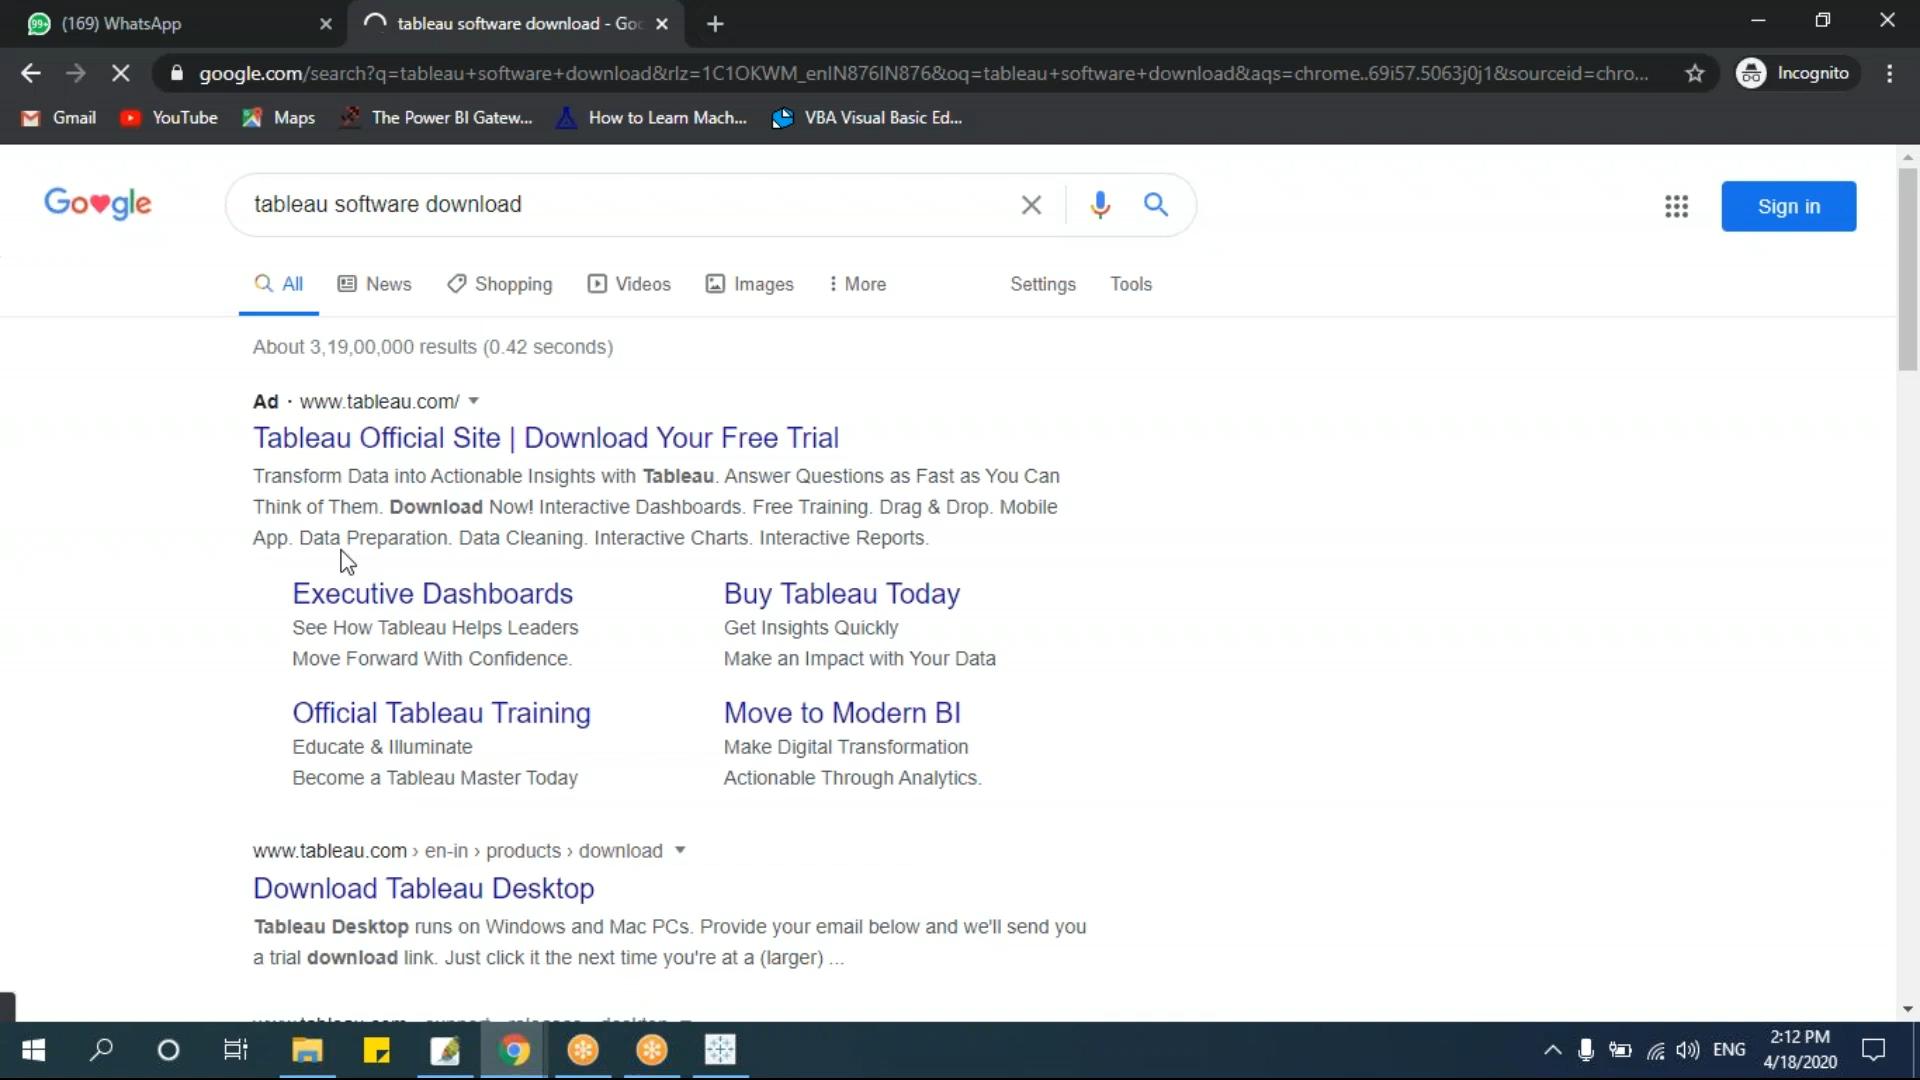 (169) WhatsApp
tableau software download - Goo
google.com/search?q=tableau+software+download&rlz=1C1OKWM_enIN876IN876&oq=tableau+software+download&aqs=chrome..69i57.5063j0j1&sourceid=chro...
Incognito
Gmail
YouTube
Maps
The Power BI Gatew...
How to Learn Mach...
VBA Visual Basic Ed...
Google
tableau software download
Sign in
All
News
Shopping
Videos
Images
More
Settings
Tools
About 3,19,00,000 results (0.42 seconds)
Ad · www.tableau.com/
Tableau Official Site | Download Your Free Trial
Transform Data into Actionable Insights with Tableau. Answer Questions as Fast as You Can
Think of Them. Download Now! Interactive Dashboards. Free Training. Drag & Drop. Mobile
App. Data Preparation. Data Cleaning. Interactive Charts. Interactive Reports.
Executive Dashboards
See How Tableau Helps Leaders
Move Forward With Confidence.
Buy Tableau Today
Get Insights Quickly
Make an Impact with Your Data
Official Tableau Training
Educate & Illuminate
Become a Tableau Master Today
Move to Modern BI
Make Digital Transformation
Actionable Through Analytics.
www.tableau.com › en-in › products › download
Download Tableau Desktop
Tableau Desktop runs on Windows and Mac PCs. Provide your email below and we'll send you
a trial download link. Just click it the next time you're at a (larger) ...
ENG
2:12 PM
4/18/2020